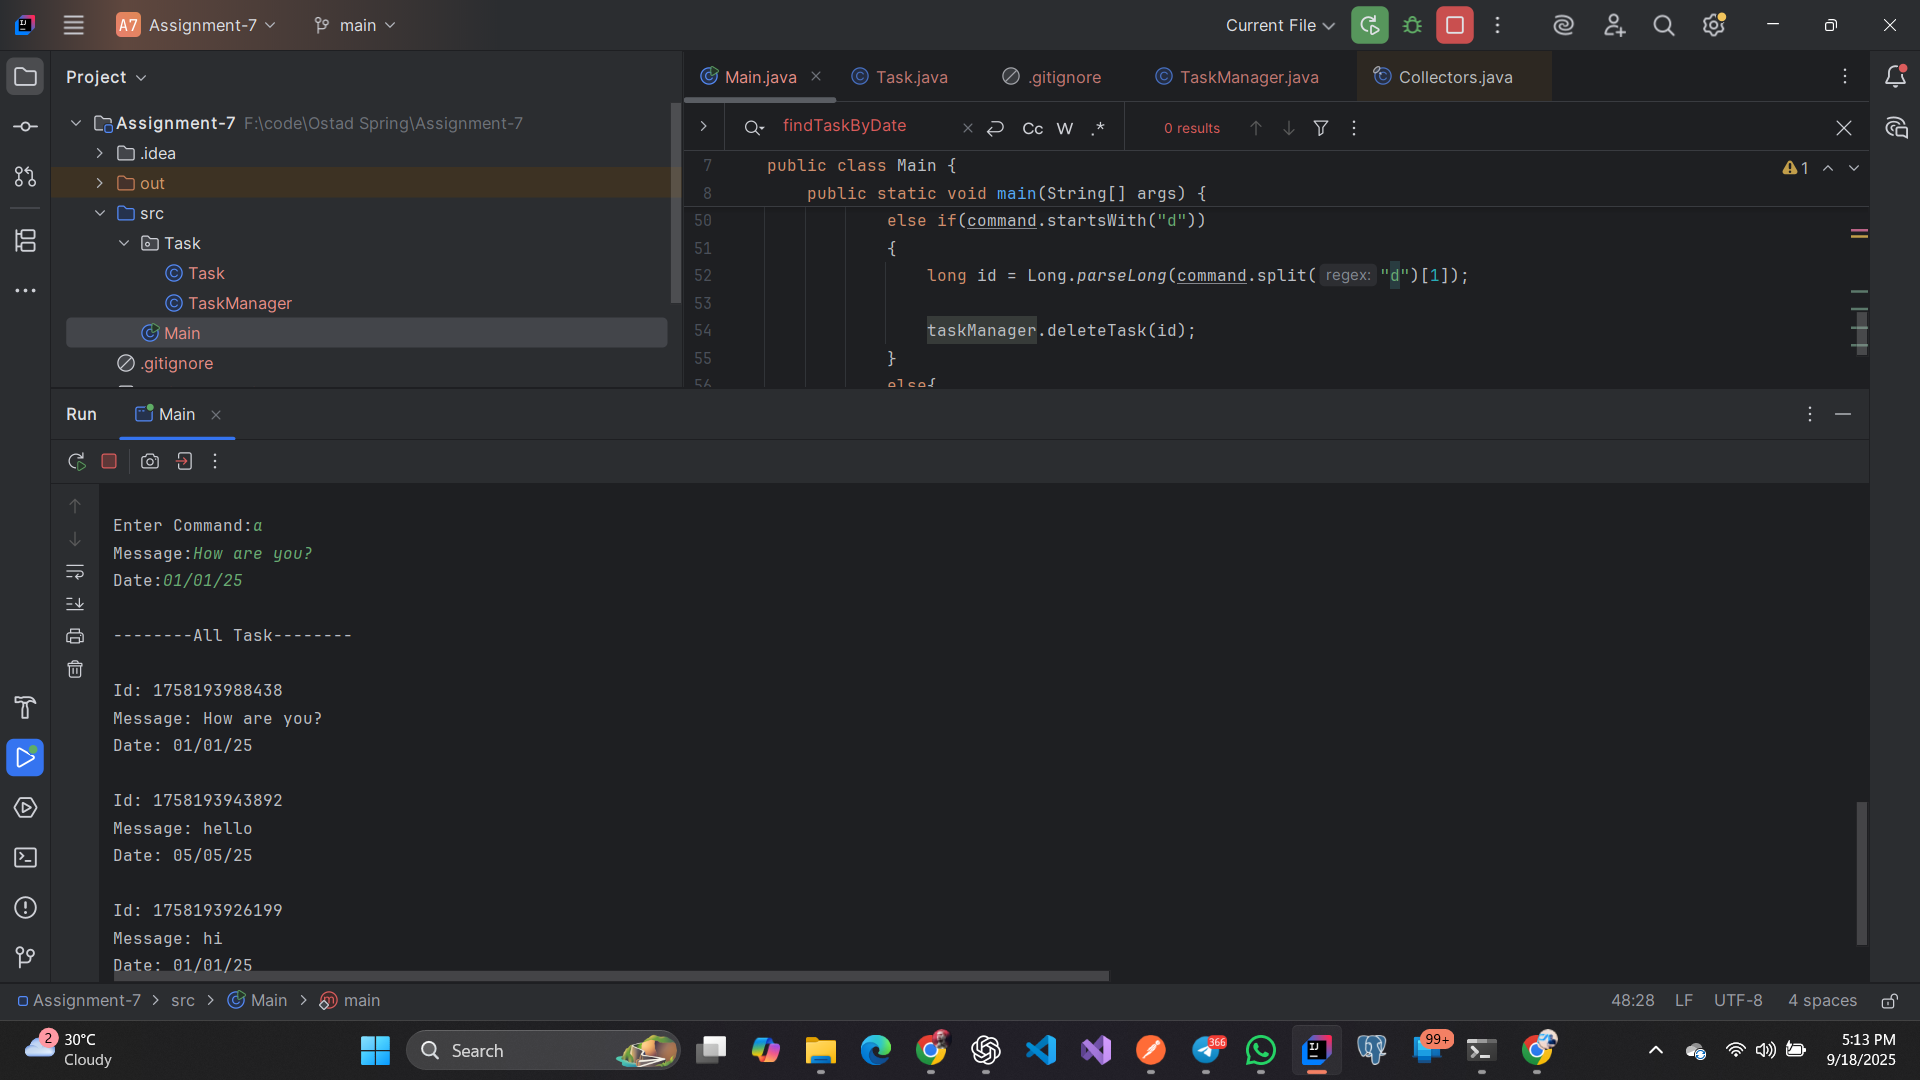 A7 Assignment-7 main Current File
Project
Main.java Task.java .gitignore TaskManager.java Collectors.java
Assignment-7 F:\code\Ostad Spring\Assignment-7
.idea
out
src
Task
Task
TaskManager
Main
.gitignore
findTaskByDate Cc W .* 0 results
7 public class Main {
1
8 public static void main(String[] args) {
50 else if(command.startsWith("d"))
51 {
52 long id = Long.parseLong(command.split( regex: "d")[1]);
53
54 taskManager.deleteTask(id);
55 }
56 else{
Run Main
Enter Command:a
Message:How are you?
Date:01/01/25
--------All Task--------
Id: 1758193988438
Message: How are you?
Date: 01/01/25
Id: 1758193943892
Message: hello
Date: 05/05/25
Id: 1758193926199
Message: hi
Date: 01/01/25
Assignment-7 > src > Main > main 48:28 LF UTF-8 4 spaces
2 30°C
Cloudy
Search
366
99+
5:13 PM
9/18/2025